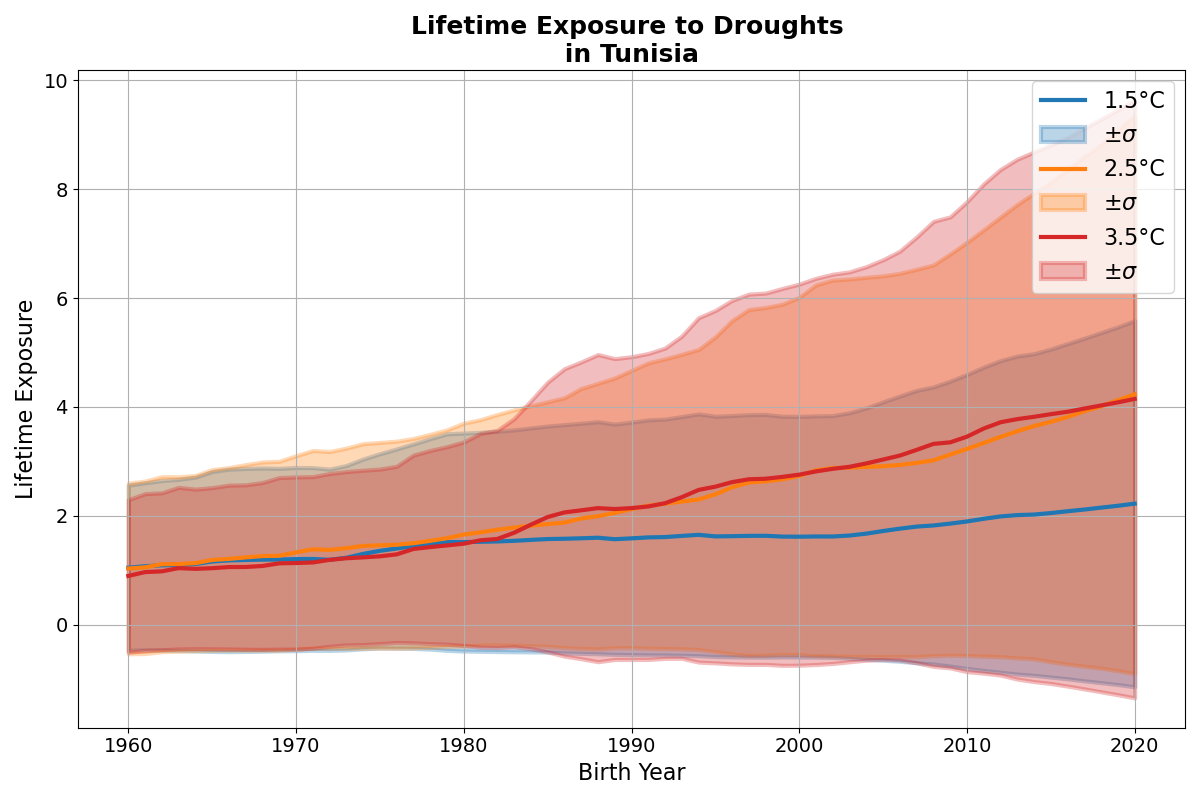 Lifetime Exposure to Droughts
in Tunisia
10
8
6
4
2
0
Lifetime Exposure
1.5°C
±σ
2.5°C
±σ
3.5°C
±σ
1960
1970
1980
1990
2000
2010
2020
Birth Year